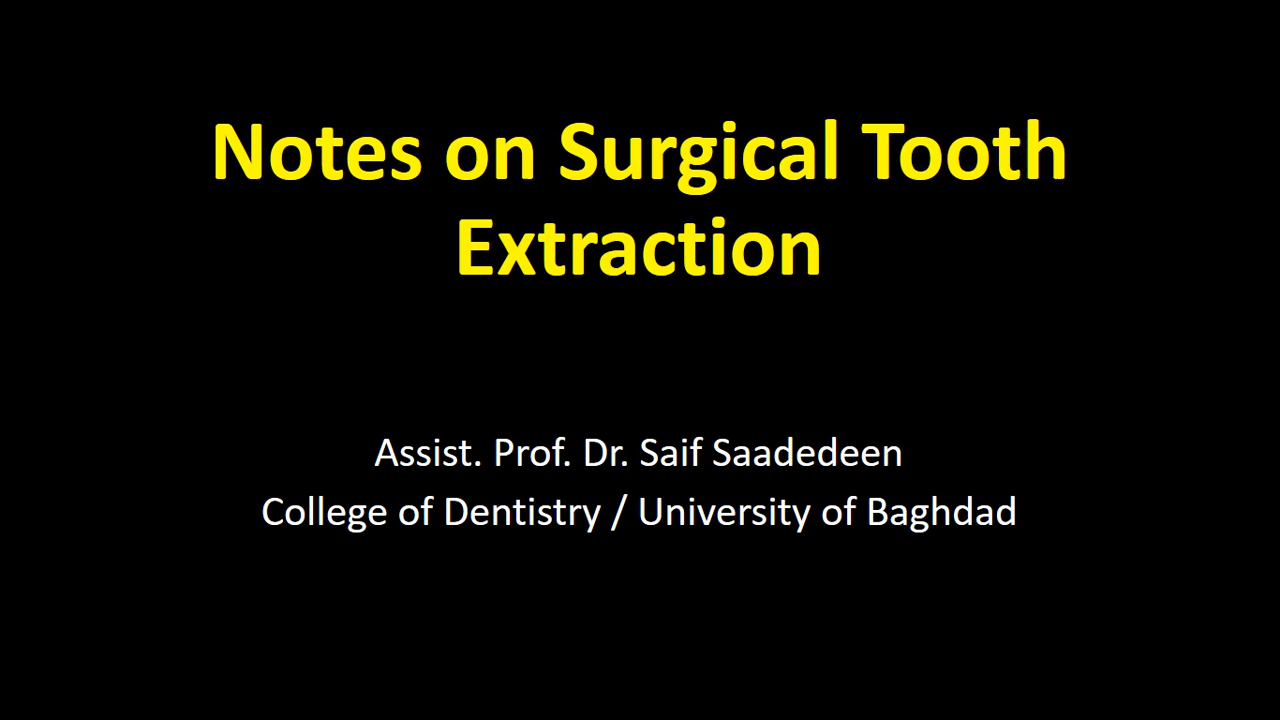 Notes on Surgical Tooth
Extraction
Assist. Prof. Dr. Saif Saadedeen
College of Dentistry / University of Baghdad